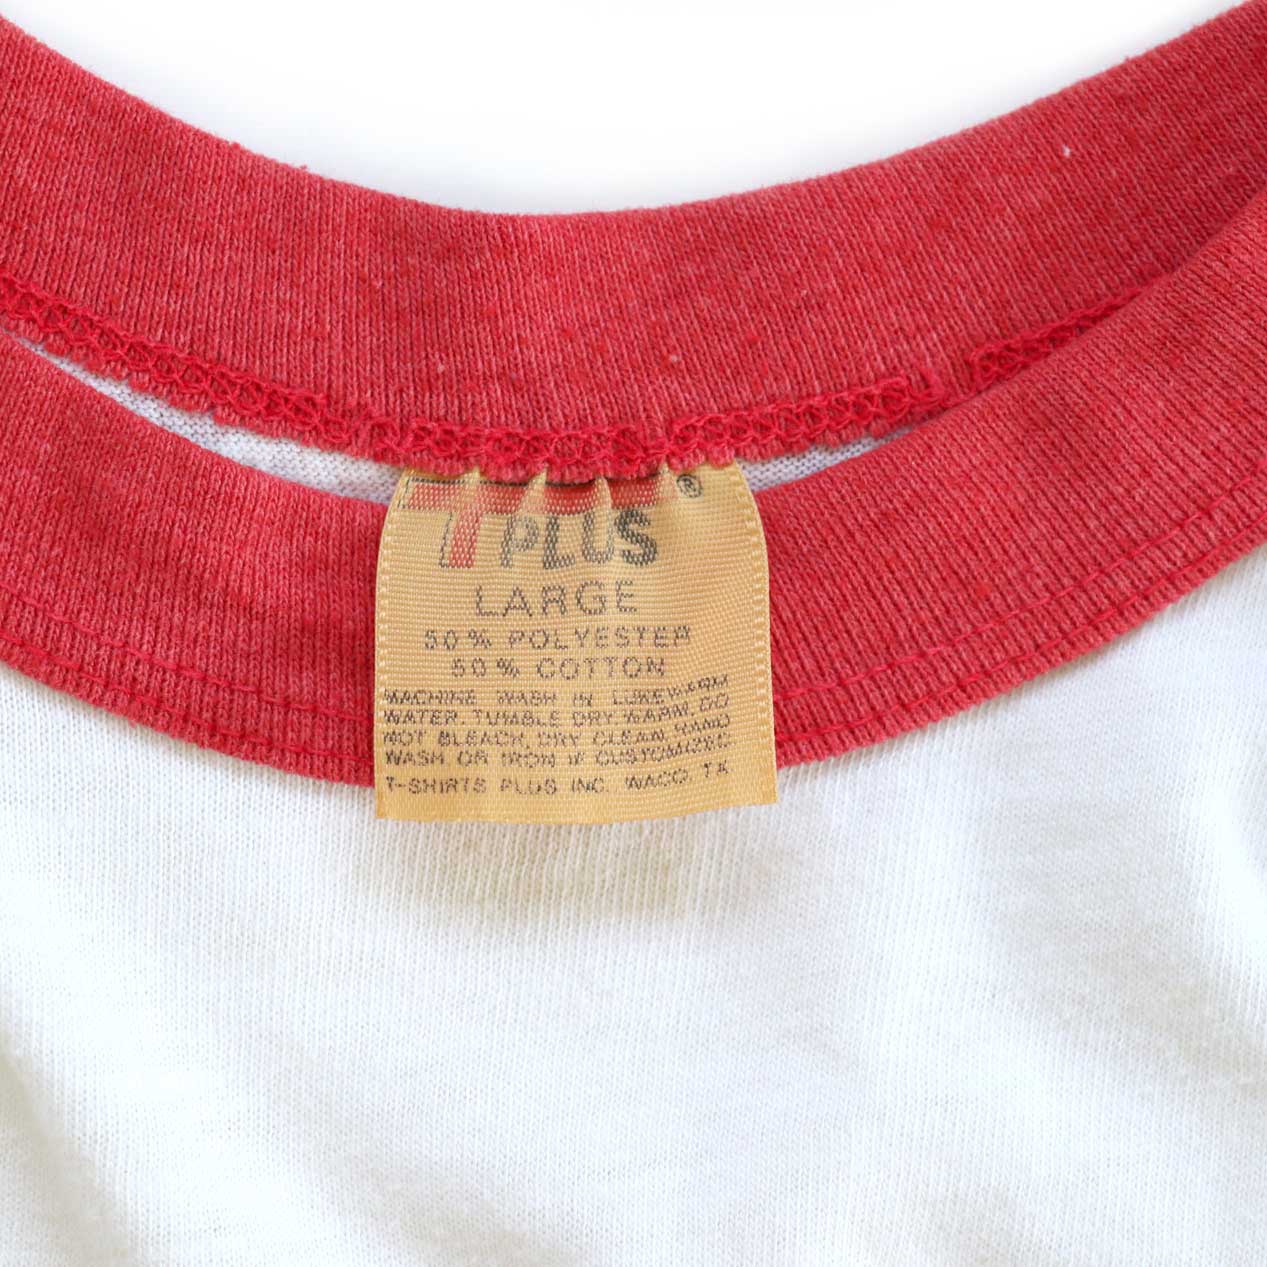 T PLUS ®
LARGE
50% POLYESTER
50% COTTON
MACHINE WASH IN LUKEWARM
WATER. TUMBLE DRY. WARM. DO
NOT BLEACH, DRY CLEAN. HAND
WASH OR IRON IF CUSTOMIZED
T-SHIRTS PLUS INC. WACO, TX